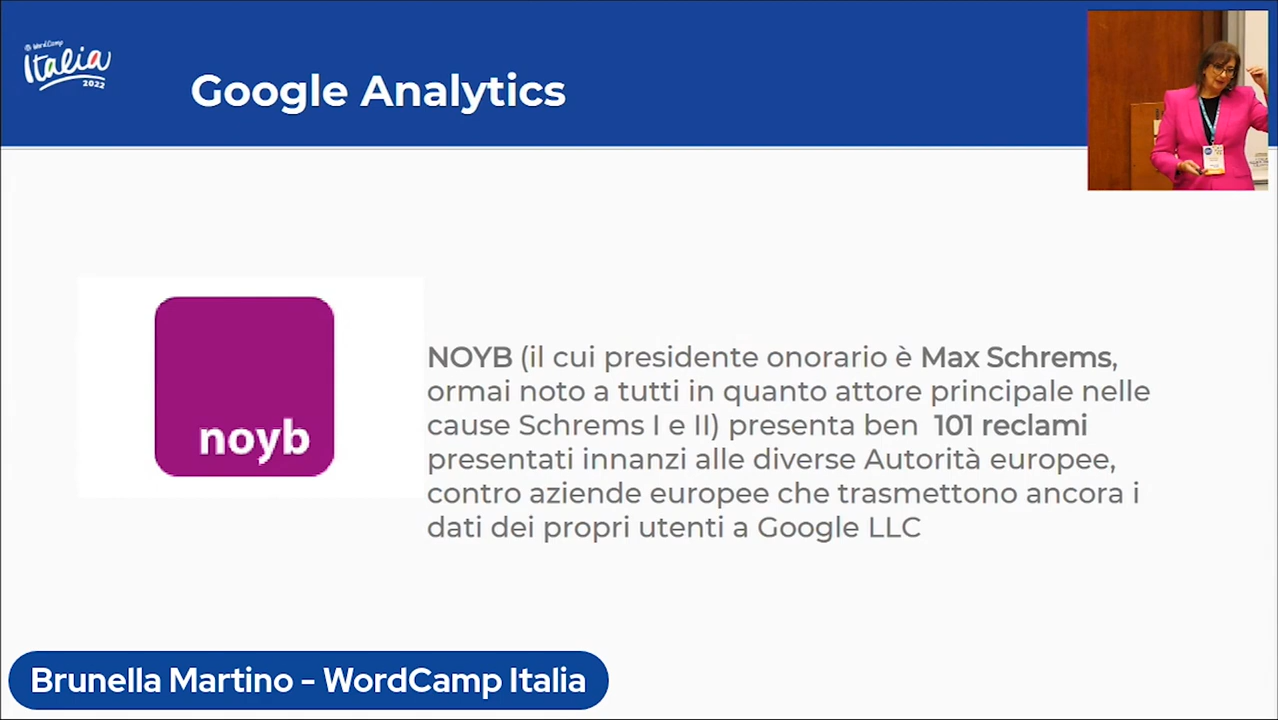 WordCamp
Italia
2022
Google Analytics
noyb
NOYB (il cui presidente onorario è Max Schrems,
ormai noto a tutti in quanto attore principale nelle
cause Schrems I e II) presenta ben 101 reclami
presentati innanzi alle diverse Autorità europee,
contro aziende europee che trasmettono ancora i
dati dei propri utenti a Google LLC
Brunella Martino - WordCamp Italia